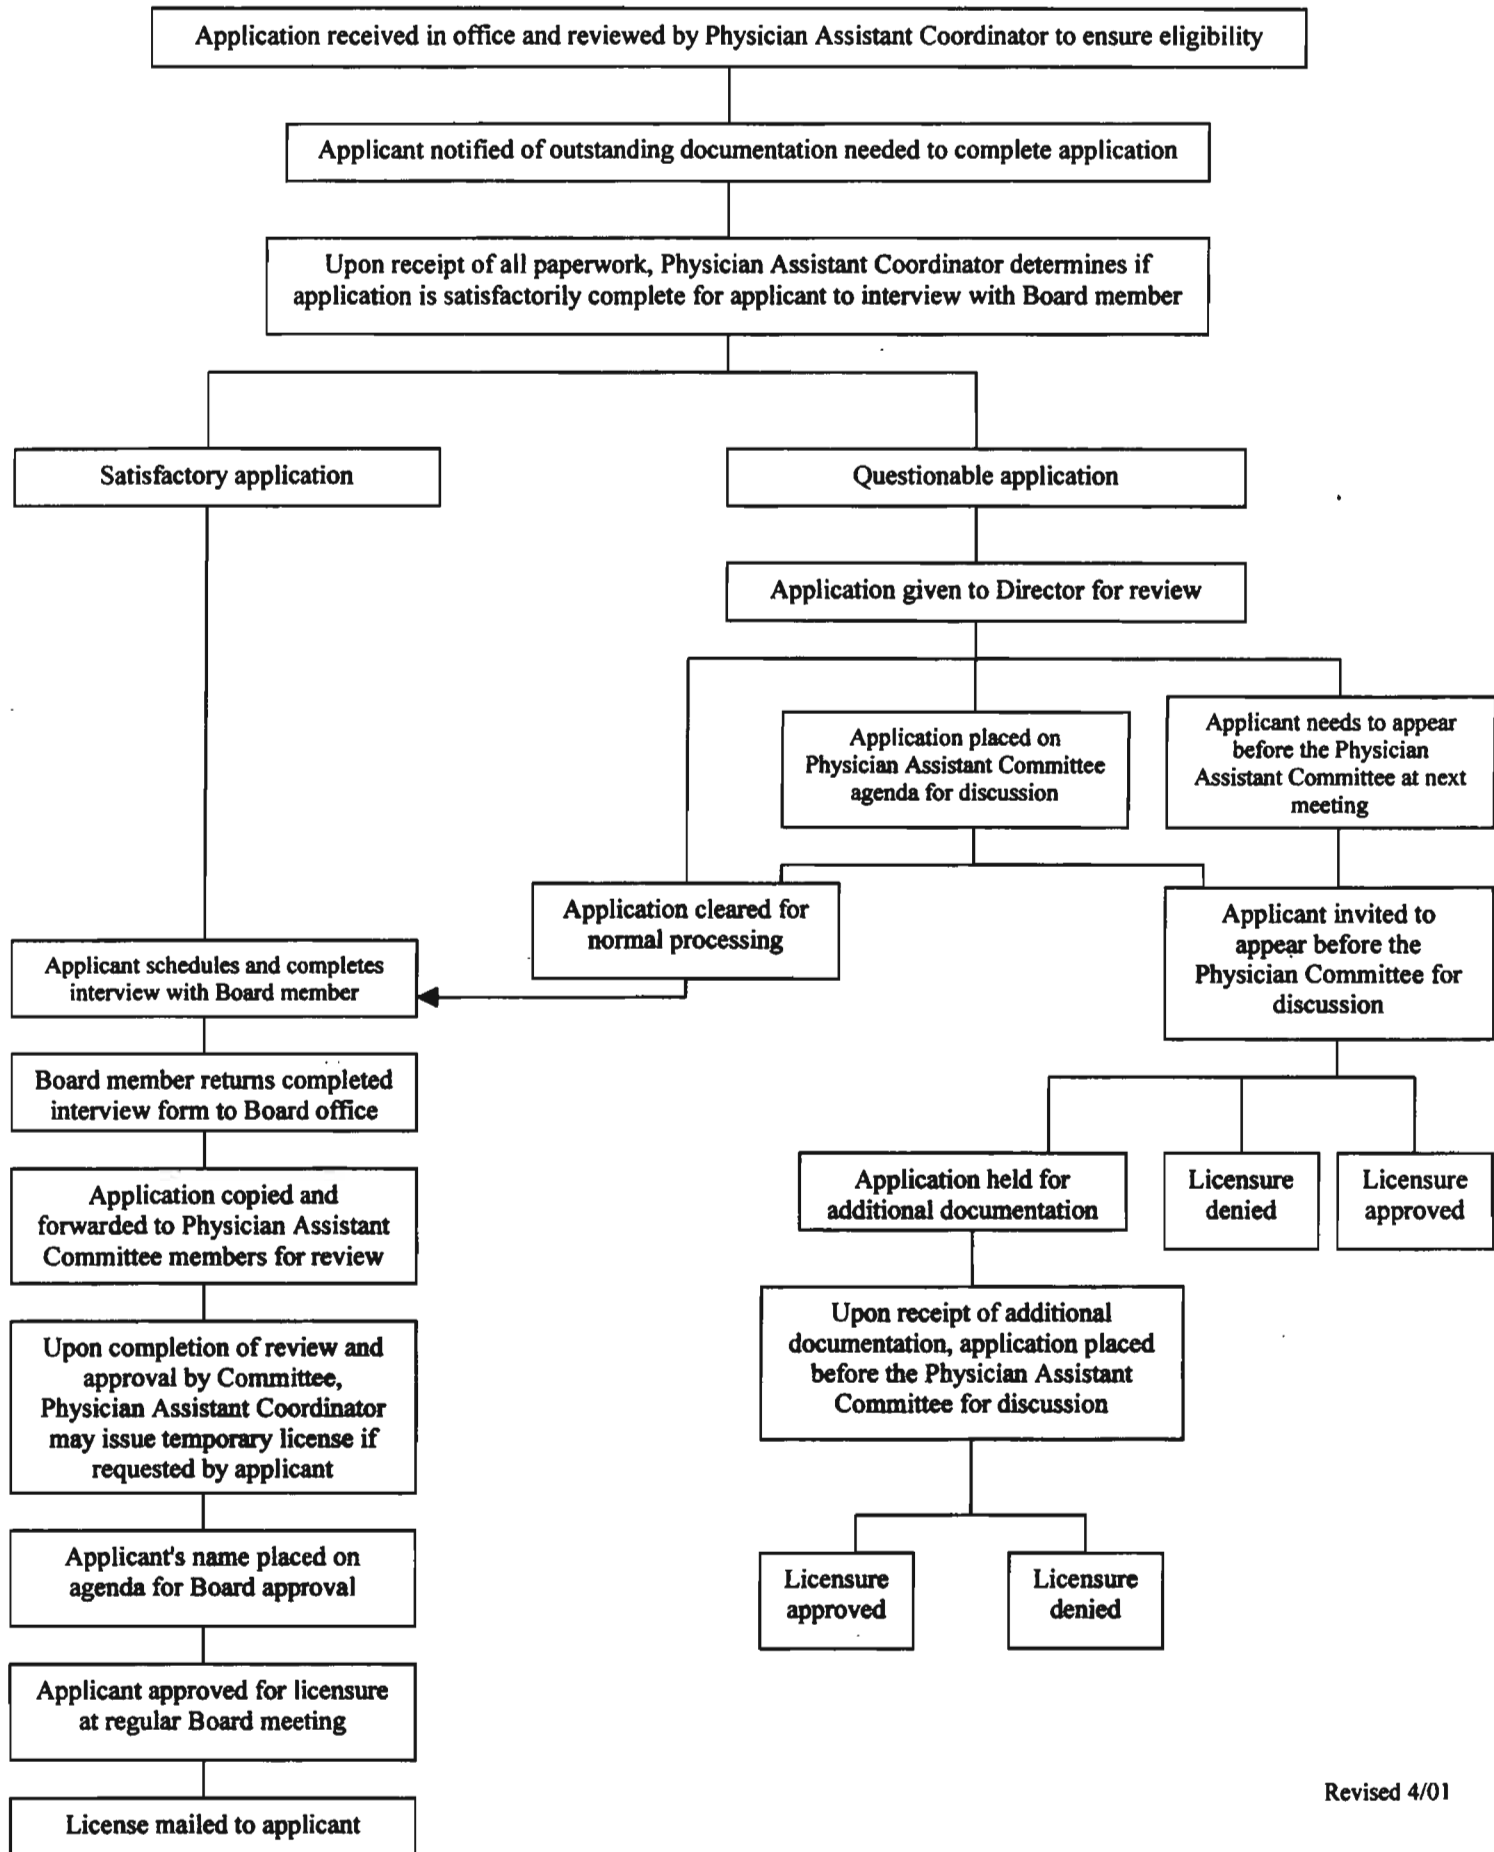 Application received in office and reviewed by Physician Assistant Coordinator to ensure eligibility
Applicant notified of outstanding documentation needed to complete application
Upon receipt of all paperwork, Physician Assistant Coordinator determines if
application is satisfactorily complete for applicant to interview with Board member
Satisfactory application
Questionable application
Application given to Director for review
Application placed on
Physician Assistant Committee
agenda for discussion
Applicant needs to appear
before the Physician
Assistant Committee at next
meeting
Application cleared for
normal processing
Applicant invited to
appear before the
Physician Committee for
discussion
Applicant schedules and completes
interview with Board member
Board member returns completed
interview form to Board office
Application copied and
forwarded to Physician Assistant
Committee members for review
Upon completion of review and
approval by Committee,
Physician Assistant Coordinator
may issue temporary license if
requested by applicant
Applicant's name placed on
agenda for Board approval
Applicant approved for licensure
at regular Board meeting
License mailed to applicant
Application held for
additional documentation
Licensure
denied
Licensure
approved
Upon receipt of additional
documentation, application placed
before the Physician Assistant
Committee for discussion
Licensure
approved
Licensure
denied
Revised 4/01